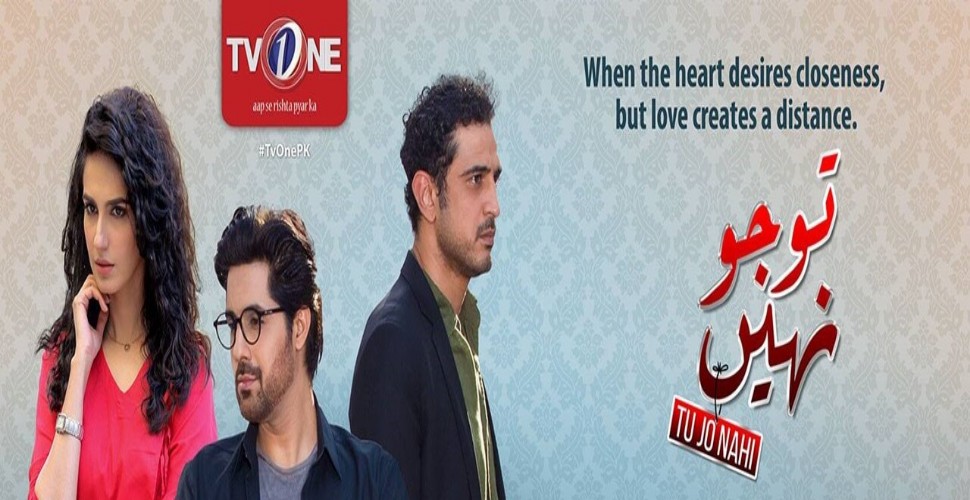 TV ONE
aap se rishta pyar ka
#TvOnePK
When the heart desires closeness,
but love creates a distance.
تو جو
نہیں
TU JO NAHI